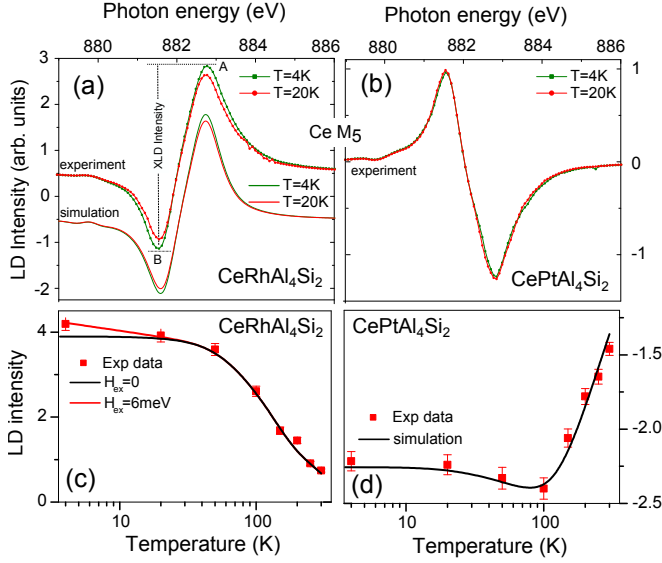 Photon energy (eV) Photon energy (eV)
880 882 884 886 880 882 884 886
3
2
1
0
-1
-2
LD Intensity (arb. units)
(a)
A
T=4K
T=20K
XLD Intensity
experiment
simulation
T=4K
T=20K
B
CeRhAl4Si2
Ce M5
(b)
T=4K
T=20K
experiment
CePtAl4Si2
1
0
-1
4
2
0
LD intensity
CeRhAl4Si2
Exp data
Hex=0
Hex=6meV
(c)
10 100
Temperature (K)
CePtAl4Si2
Exp data
simulation
(d)
-1.5
-2.0
-2.5
10 100
Temperature (K)